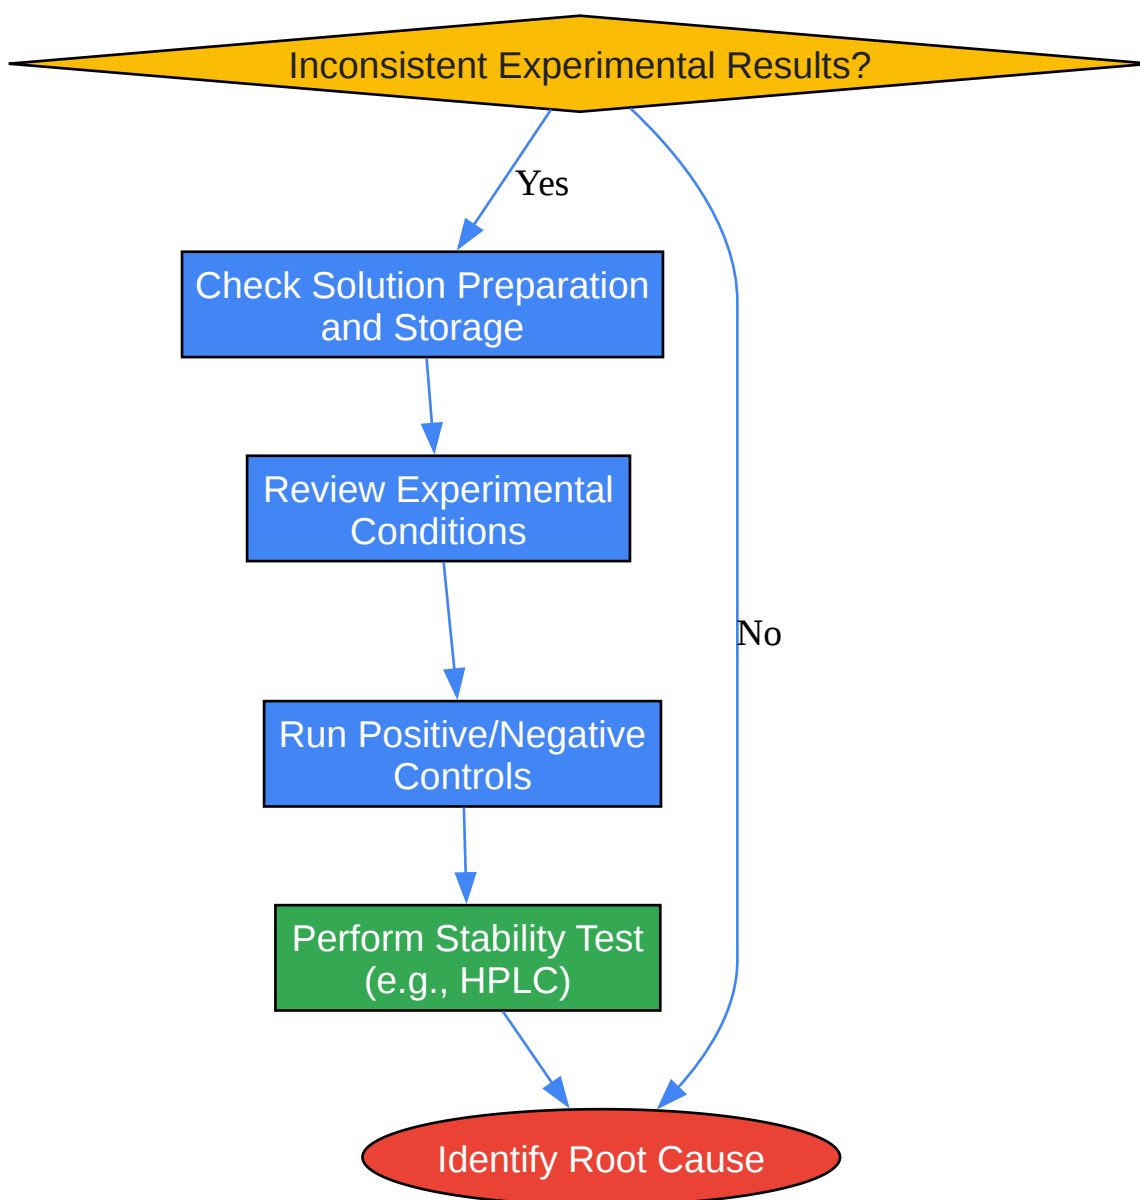 Inconsistent Experimental Results?
Yes
Check Solution Preparation
and Storage
Review Experimental
Conditions
No
Run Positive/Negative
Controls
Perform Stability Test
(e.g., HPLC)
Identify Root Cause